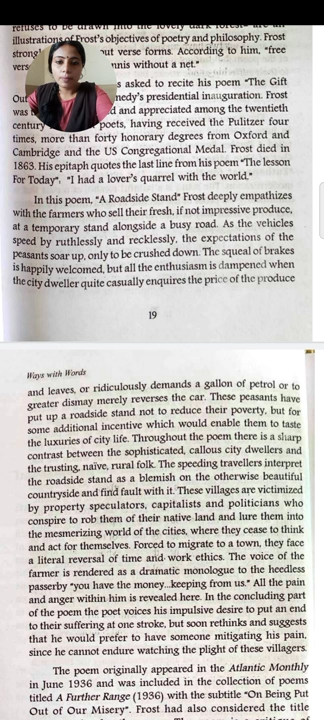 refuses to be drawn into the lovely dark forest are an
illustrations of Frost's objectives of poetry and philosophy. Frost
strongl ut verse forms. According to him, "free
vers nnis without a net."
s asked to recite his poem "The Gift
Out nedy's presidential inauguration. Frost
was d and appreciated among the twentieth
century poets, having received the Pulitzer four
times, more than forty honorary degrees from Oxford and
Cambridge and the US Congregational Medal. Frost died in
1863. His epitaph quotes the last line from his poem "The lesson
For Today". "I had a lover's quarrel with the world."
In this poem, "A Roadside Stand" Frost deeply empathizes
with the farmers who sell their fresh, if not impressive produce,
at a temporary stand alongside a busy road. As the vehicles
speed by ruthlessly and recklessly, the expectations of the
peasants soar up, only to be crushed down. The squeal of brakes
is happily welcomed, but all the enthusiasm is dampened when
the city dweller quite casually enquires the price of the produce
19
Ways with Words
and leaves, or ridiculously demands a gallon of petrol or to
greater dismay merely reverses the car. These peasants have
put up a roadside stand not to reduce their poverty, but for
some additional incentive which would enable them to taste
the luxuries of city life. Throughout the poem there is a sharp
contrast between the sophisticated, callous city dwellers and
the trusting, naïve, rural folk. The speeding travellers interpret
the roadside stand as a blemish on the otherwise beautiful
countryside and find fault with it. These villages are victimized
by property speculators, capitalists and politicians who
conspire to rob them of their native land and lure them into
the mesmerizing world of the cities, where they cease to think
and act for themselves. Forced to migrate to a town, they face
a literal reversal of time and work ethics. The voice of the
farmer is rendered as a dramatic monologue to the heedless
passerby "you have the money...keeping from us." All the pain
and anger within him is revealed here. In the concluding part
of the poem the poet voices his impulsive desire to put an end
to their suffering at one stroke, but soon rethinks and suggests
that he would prefer to have someone mitigating his pain,
since he cannot endure watching the plight of these villagers.
The poem originally appeared in the Atlantic Monthly
in June 1936 and was included in the collection of poems
titled A Further Range (1936) with the subtitle "On Being Put
Out of Our Misery". Frost had also considered the title